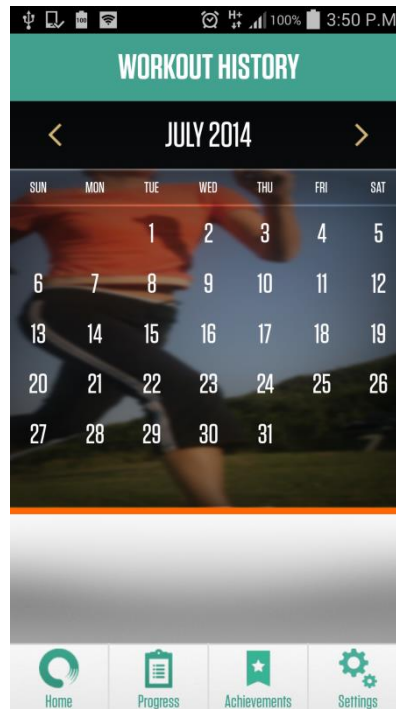 100 H+ 100% 3:50 P.M
WORKOUT HISTORY
< JULY 2014 >
SUN MON TUE WED THU FRI SAT
1 2 3 4 5
6 7 8 9 10 11 12
13 14 15 16 17 18 19
20 21 22 23 24 25 26
27 28 29 30 31
Home Progress Achievements Settings